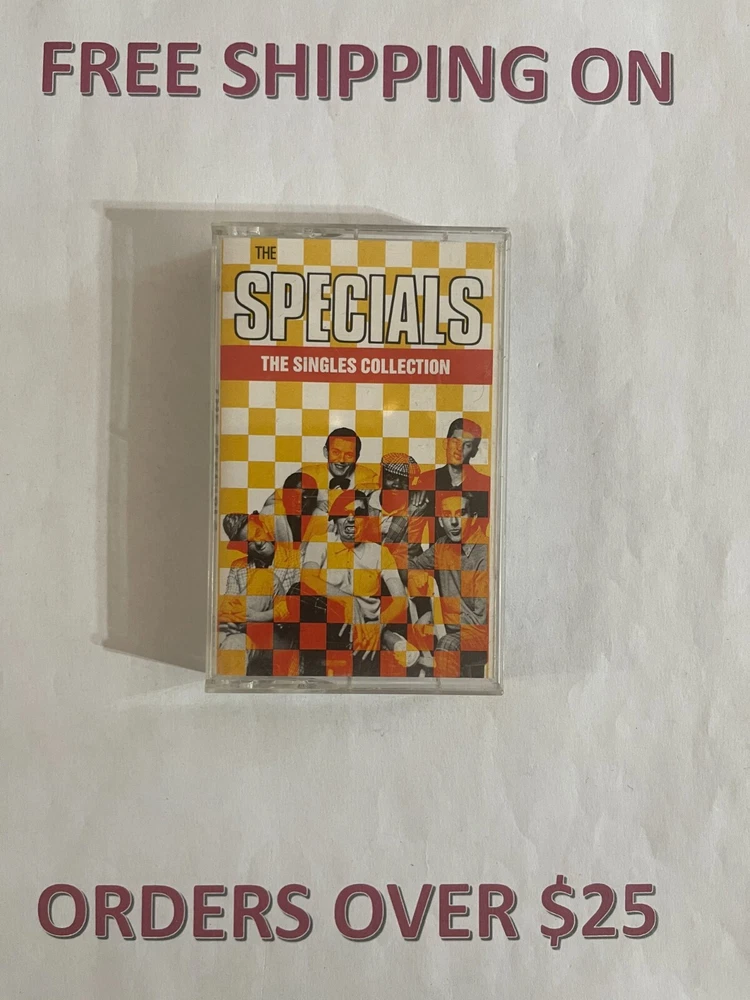 FREE SHIPPING ON
THE
SPECIALS
THE SINGLES COLLECTION
ORDERS OVER $25